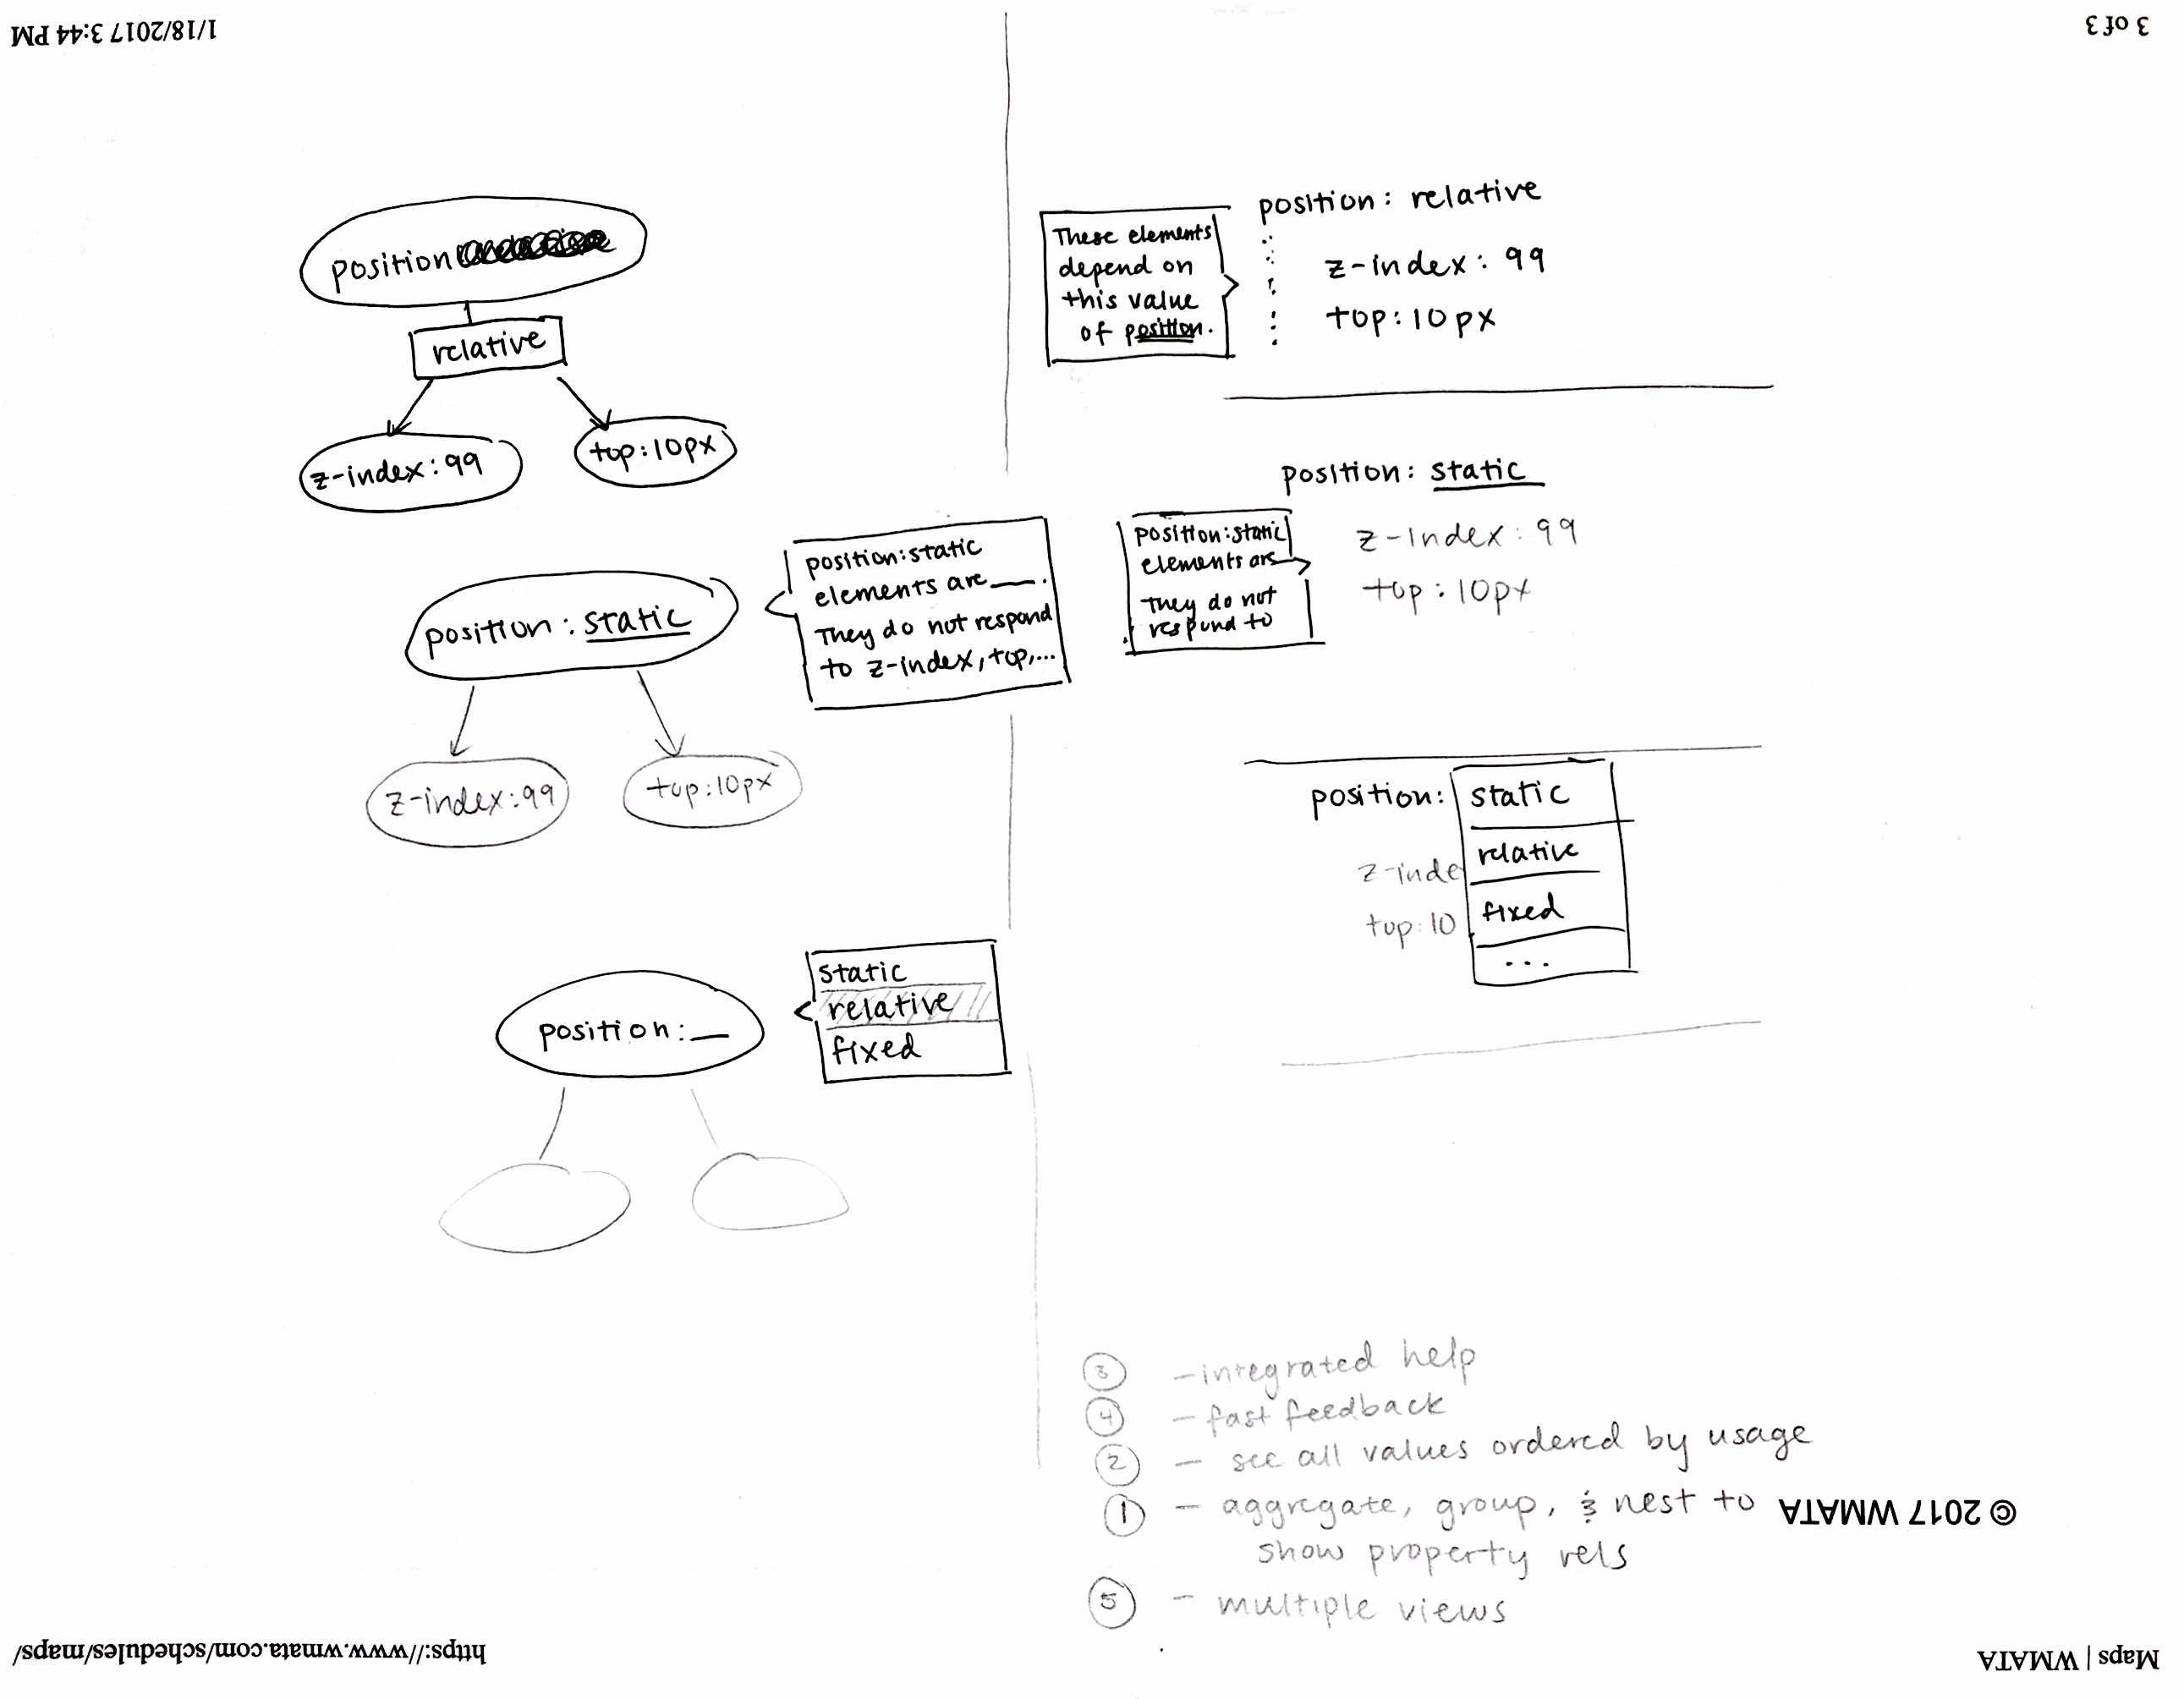 1/18/2017 3:44 PM
3 of 3
position
relative
z-index: 99
top: 10px
position: static
position: static
elements are ___.
They do not respond
to z-index, top,...
z-index: 99
top: 10px
position: __
static
relative
fixed
These elements
depend on
this value
of position.
position: relative
z-index: 99
top: 10px
position: static
position: static
elements are
they do not
respond to
z-index: 99
top: 10px
position:
static
relative
fixed
...
z-inde
top: 10
3 - integrated help
4 - fast feedback
2 - see all values ordered by usage
1 - aggregate, group, & nest to
show property rels
5 - multiple views
© 2017 WMATA
https://www.wmata.com/schedules/maps/
Maps | WMATA